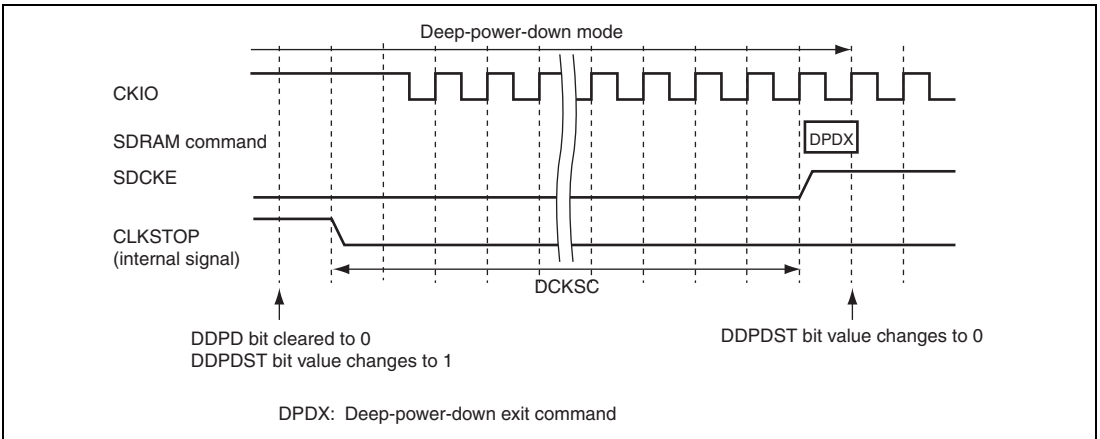 Deep-power-down mode
CKIO
SDRAM command
DPDX
SDCKE
CLKSTOP
(internal signal)
DCKSC
DDPD bit cleared to 0
DDPDST bit value changes to 1
DDPDST bit value changes to 0
DPDX: Deep-power-down exit command